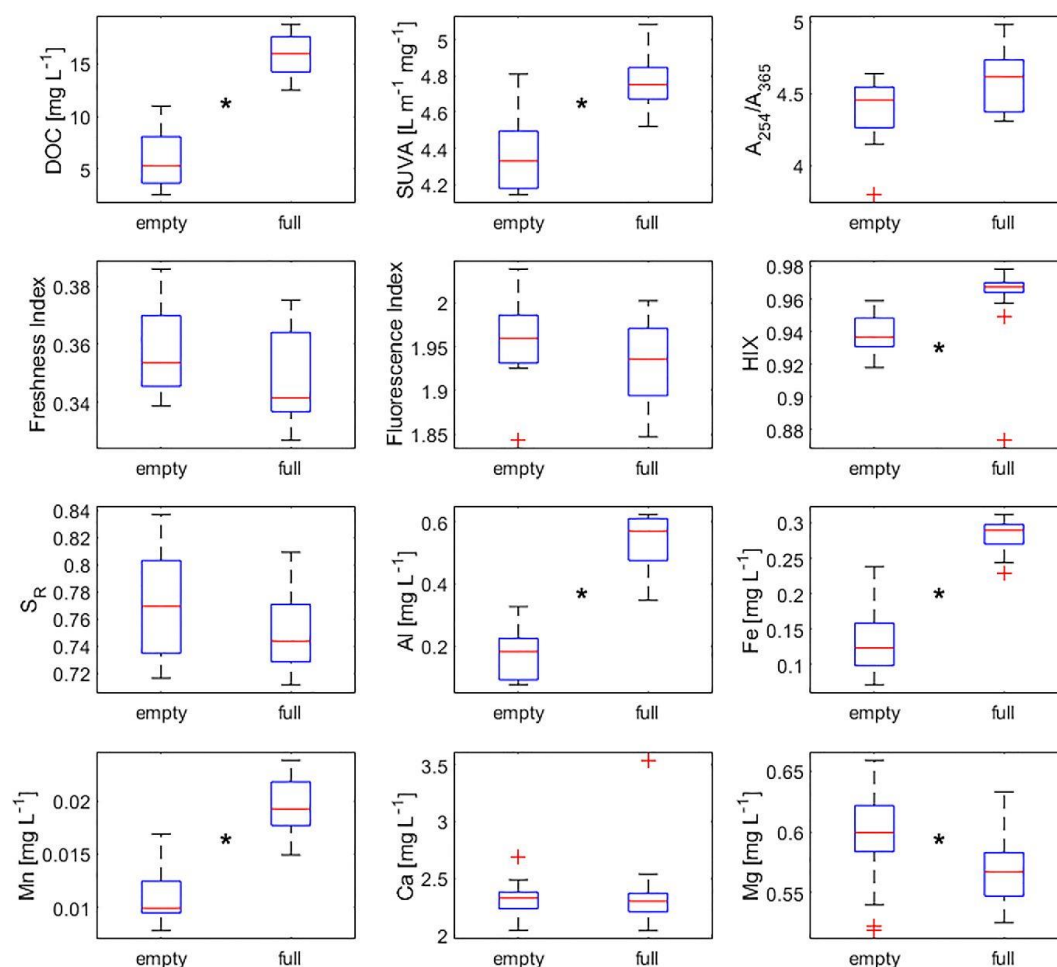 DOC [mg L⁻¹]
15
10
5
*
empty full
SUVA [L m⁻¹ mg⁻¹]
5
4.8
4.6
4.4
4.2
*
empty full
A₂₅₄/A₃₆₅
5
4.5
4
empty full
Freshness Index
0.38
0.36
0.34
empty full
Fluorescence Index
2
1.95
1.9
1.85
empty full
HIX
0.98
0.96
0.94
0.92
0.9
0.88
*
empty full
S_R
0.84
0.82
0.8
0.78
0.76
0.74
0.72
empty full
Al [mg L⁻¹]
0.6
0.4
0.2
*
empty full
Fe [mg L⁻¹]
0.3
0.25
0.2
0.15
0.1
*
empty full
Mn [mg L⁻¹]
0.02
0.015
0.01
*
empty full
Ca [mg L⁻¹]
3.5
3
2.5
2
empty full
Mg [mg L⁻¹]
0.65
0.6
0.55
*
empty full